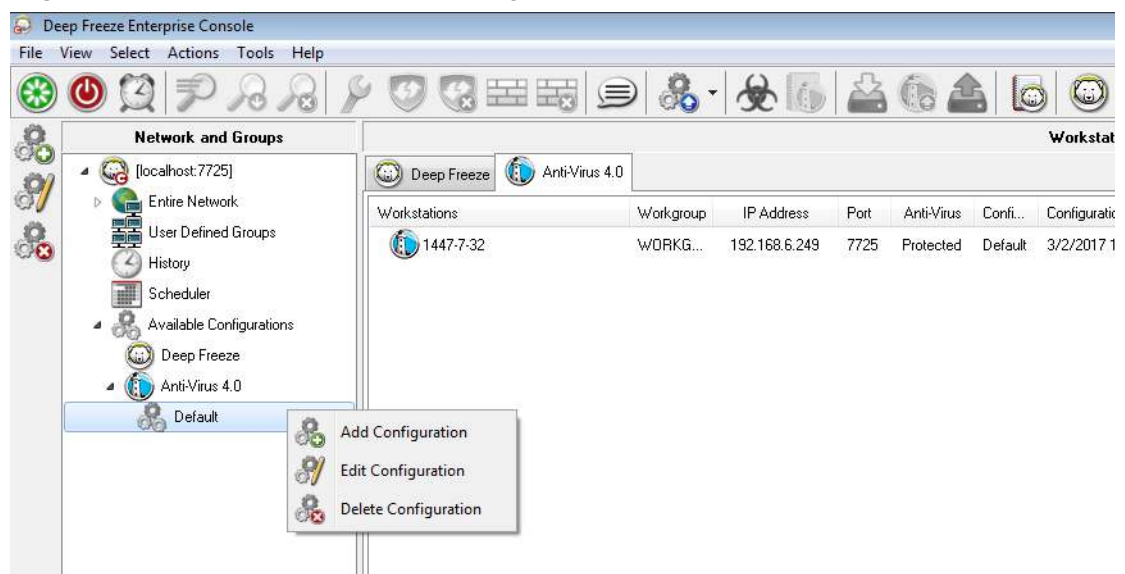 Deep Freeze Enterprise Console
File View Select Actions Tools Help
Network and Groups
Workstat
[localhost:7725]
Entire Network
User Defined Groups
History
Scheduler
Available Configurations
Deep Freeze
Anti-Virus 4.0
Default
Add Configuration
Edit Configuration
Delete Configuration
Deep Freeze Anti-Virus 4.0
Workstations Workgroup IP Address Port Anti-Virus Confi... Configuratic
1447-7-32 WORKG... 192.168.6.249 7725 Protected Default 3/2/2017 1